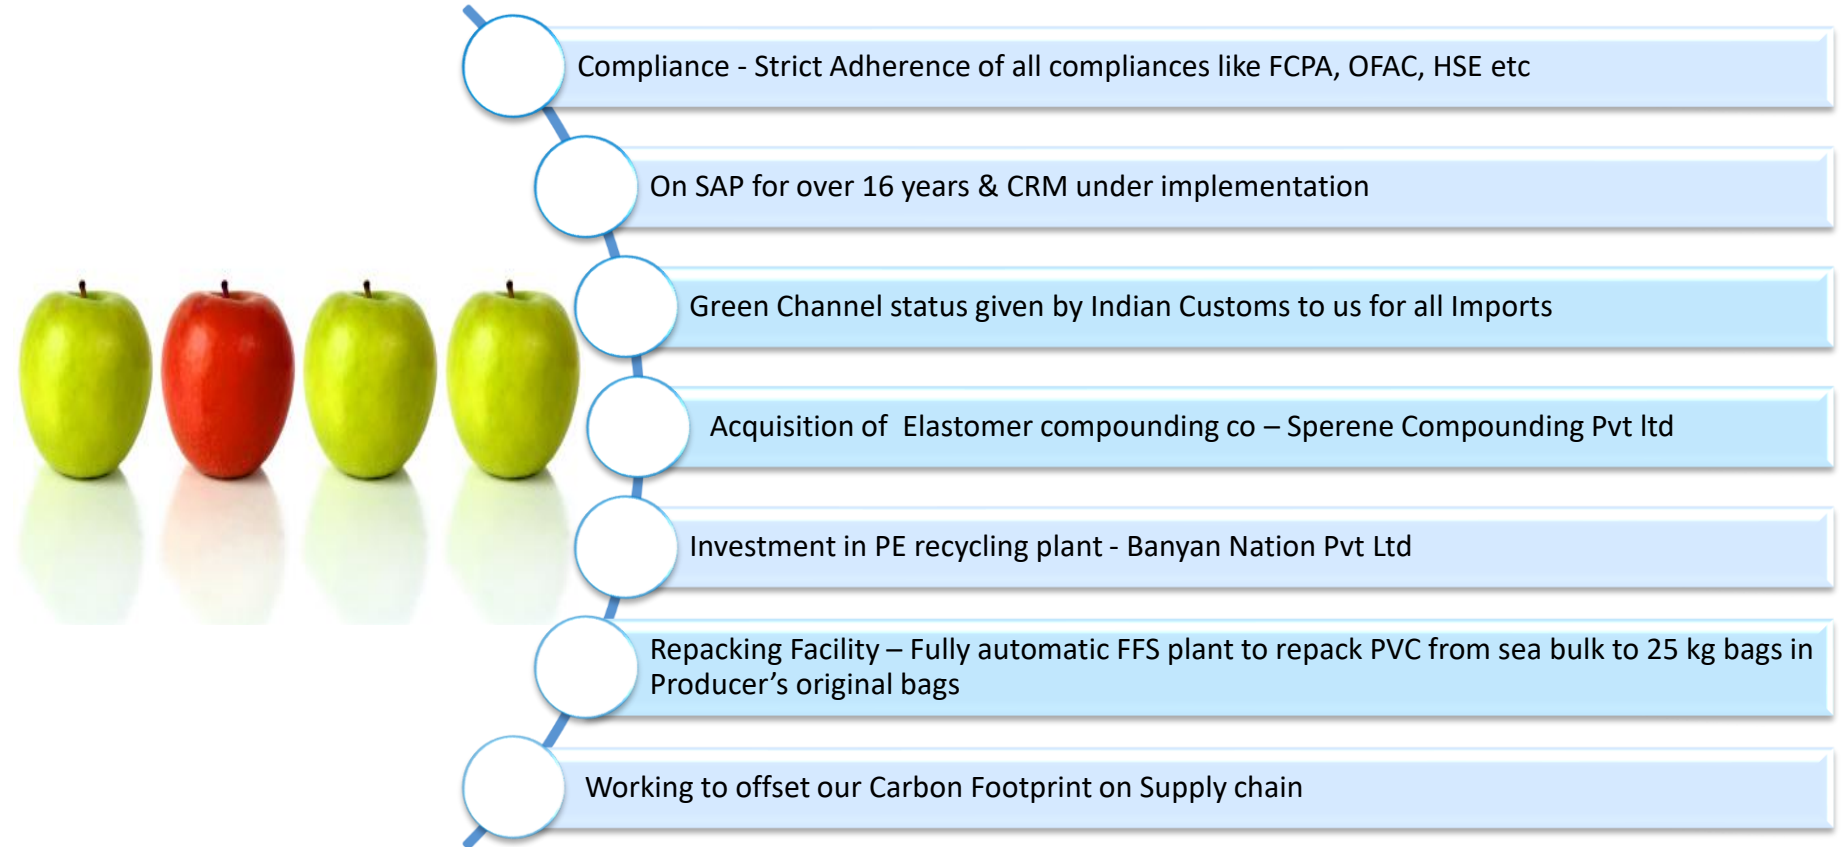 Compliance - Strict Adherence of all compliances like FCPA, OFAC, HSE etc
On SAP for over 16 years & CRM under implementation
Green Channel status given by Indian Customs to us for all Imports
Acquisition of  Elastomer compounding co – Sperene Compounding Pvt ltd
Investment in PE recycling plant - Banyan Nation Pvt Ltd
Repacking Facility – Fully automatic FFS plant to repack PVC from sea bulk to 25 kg bags in
Producer’s original bags
Working to offset our Carbon Footprint on Supply chain